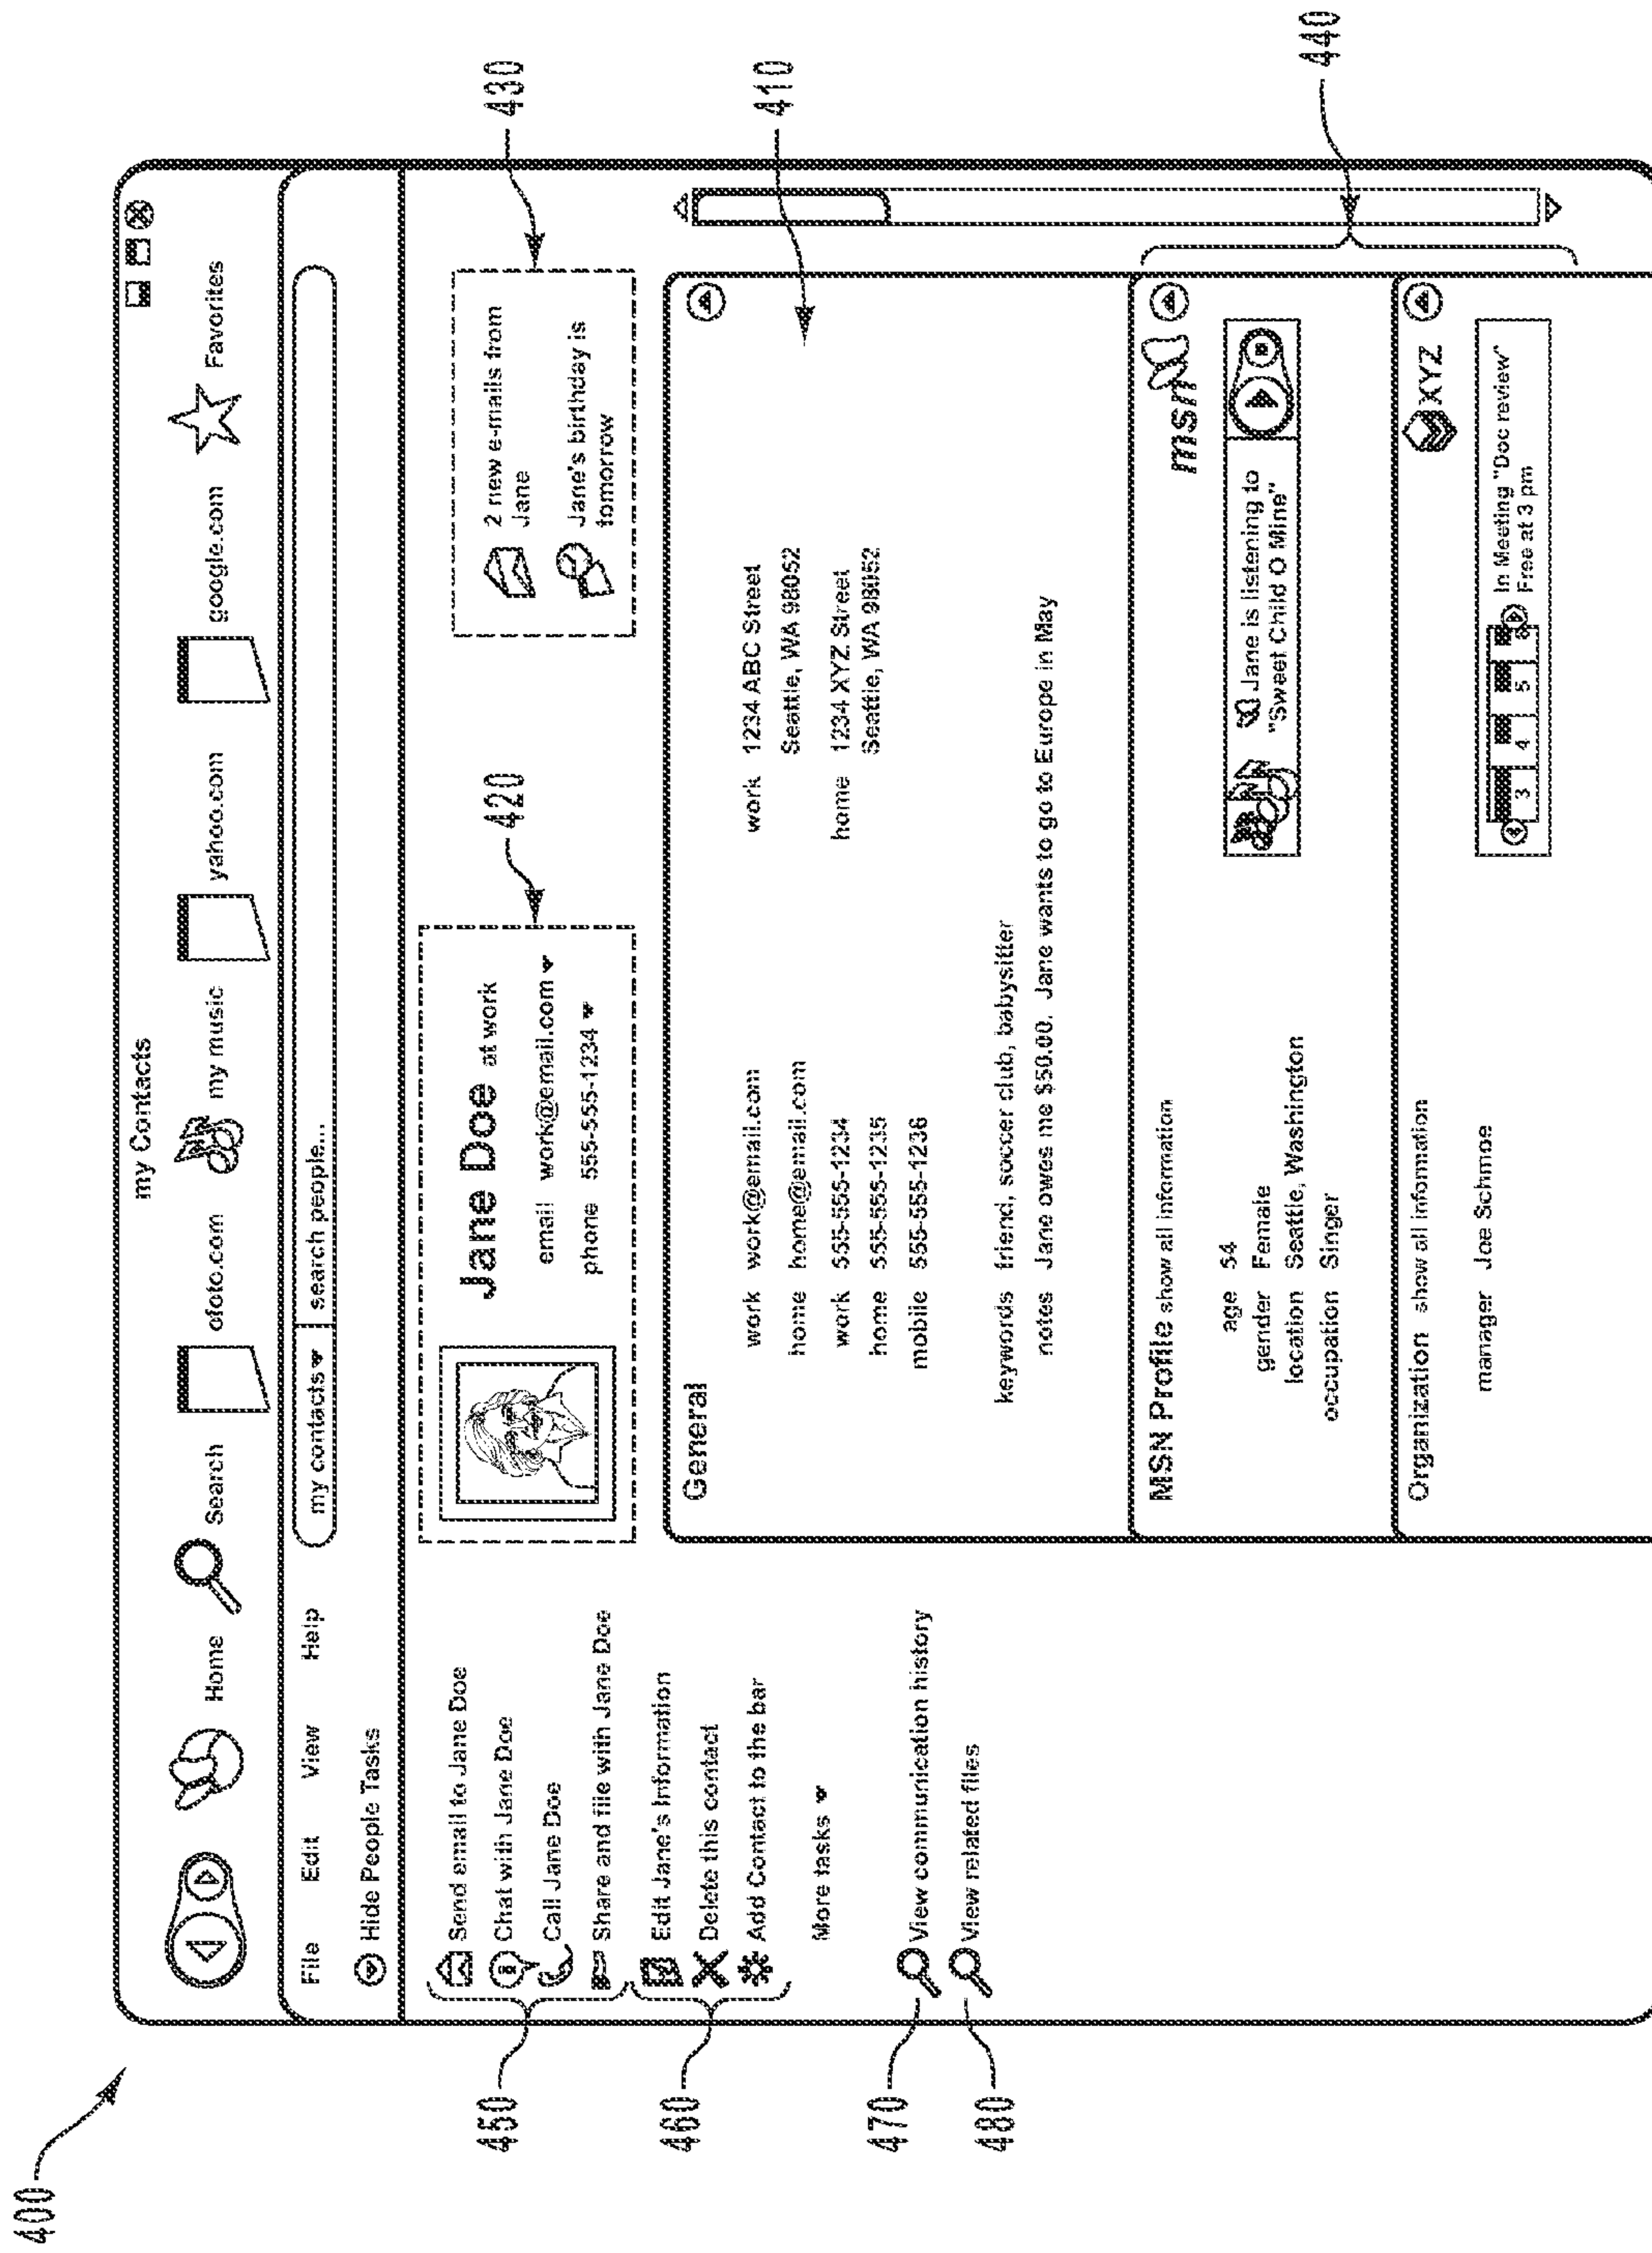 400
my Contacts
Home
Search
ofoto.com
my music
yahoo.com
google.com
Favorites
File Edit View Help
my contacts search people...
Hide People Tasks
450
Send email to Jane Doe
Chat with Jane Doe
Call Jane Doe
Share and file with Jane Doe
460
Edit Jane's Information
Delete this contact
Add Contact to the bar
More tasks
470
View communication history
480
View related files
420
Jane Doe at work
email work@email.com
phone 555-555-1234
430
2 new e-mails from
Jane
Jane's birthday is
tomorrow
410
General
work work@email.com
home home@email.com
work 555-555-1234
home 555-555-1235
mobile 555-555-1236
work 1234 ABC Street
Seattle, WA 98052
home 1234 XYZ Street
Seattle, WA 98052
keywords friend, soccer club, babysitter
notes Jane owes me $50.00. Jane wants to go to Europe in May
440
MSN Profile show all information
msn
age 54
gender Female
location Seattle, Washington
occupation Singer
Jane is listening to
"Sweet Child O Mine"
Organization show all information
XYZ
manager Joe Schmoe
3 4 5 6
In Meeting "Doc review"
Free at 3 pm